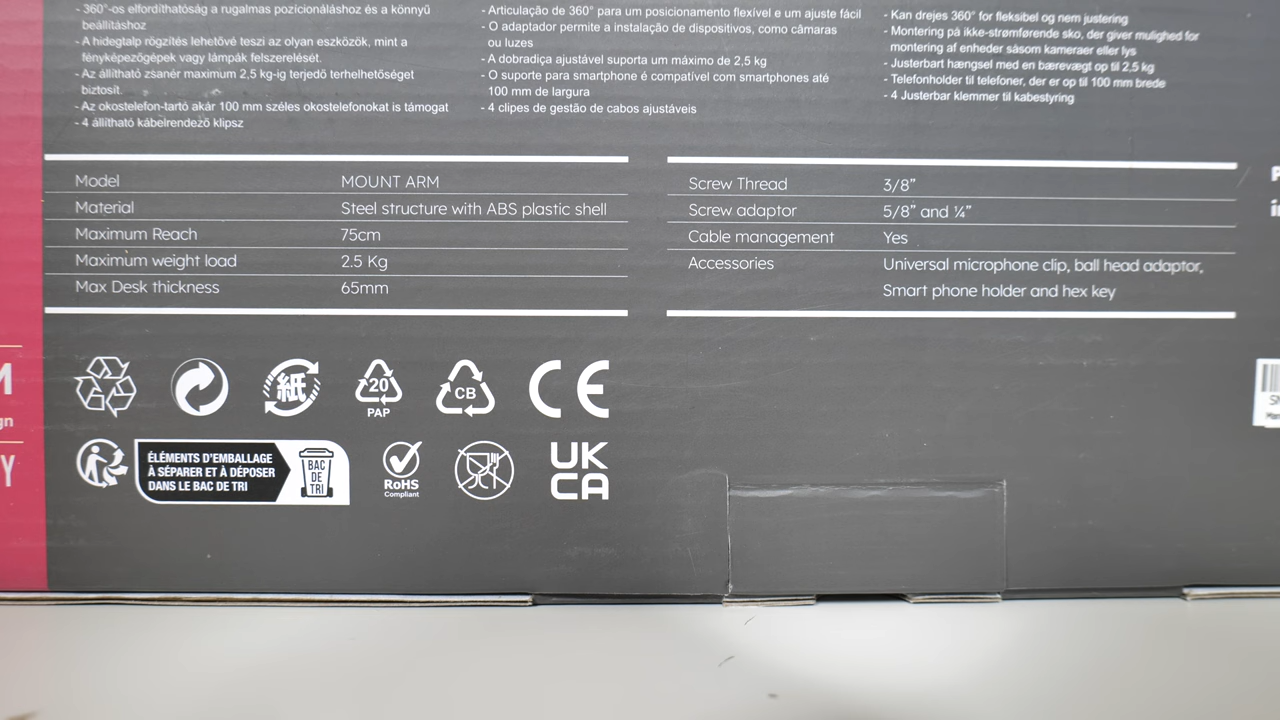 - 360°-os elfordíthatóság a rugalmas pozícionáláshoz és a könnyű
beállításhoz
- A hidegtalp rögzítés lehetővé teszi az olyan eszközök, mint a
fényképezőgépek vagy lámpák felszerelését.
- Az állítható zsanér maximum 2,5 kg-ig terjedő terhelhetőséget
biztosít.
- Az okostelefon-tartó akár 100 mm széles okostelefonokat is támogat
- 4 állítható kábelrendező klipsz
- Articulação de 360° para um posicionamento flexível e um ajuste fácil
- O adaptador permite a instalação de dispositivos, como câmaras
ou luzes
- A dobradiça ajustável suporta um máximo de 2,5 kg
- O suporte para smartphone é compatível com smartphones até
100 mm de largura
- 4 clipes de gestão de cabos ajustáveis
- Kan drejes 360° for fleksibel og nem justering
- Montering på ikke-strømførende sko, der giver mulighed for
montering af enheder såsom kameraer eller lys
- Justerbart hængsel med en bæreevægt op til 2,5 kg
- Telefonholder til telefoner, der er op til 100 mm brede
- 4 Justerbar klemmer til kabestyring
Model MOUNT ARM
Material Steel structure with ABS plastic shell
Maximum Reach 75cm
Maximum weight load 2.5 Kg
Max Desk thickness 65mm
Screw Thread 3/8”
Screw adaptor 5/8” and ¼”
Cable management Yes
Accessories Universal microphone clip, ball head adaptor,
Smart phone holder and hex key
紙
20
PAP
CB
CE
ÉLÉMENTS D'EMBALLAGE
À SÉPARER ET À DÉPOSER
DANS LE BAC DE TRI
BAC
DE
TRI
RoHS
Compliant
UK
CA